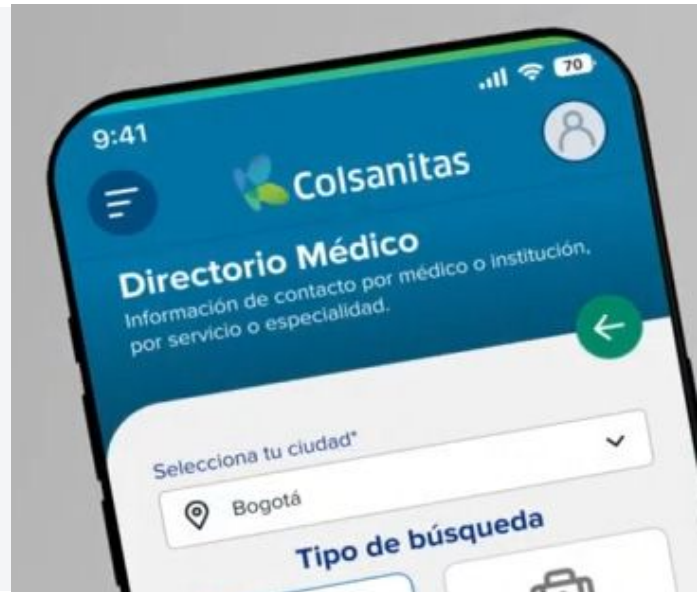 9:41
70
Colsanitas
Directorio Médico
Información de contacto por médico o institución,
por servicio o especialidad.
Selecciona tu ciudad*
Bogotá
Tipo de búsqueda